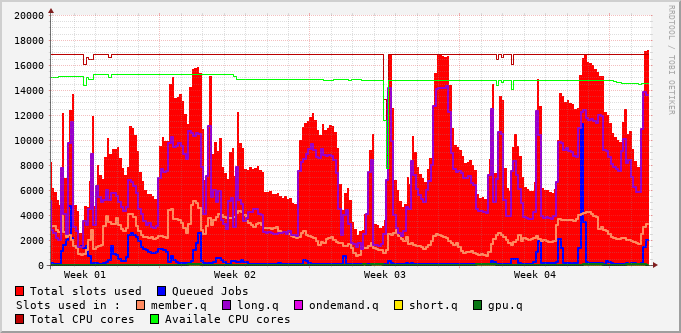 20000
18000
16000
14000
12000
10000
8000
6000
4000
2000
0
Week 01 Week 02 Week 03 Week 04
RRDTOOL / TOBI OETIKER
Total slots used Queued Jobs
Slots used in : member.q long.q ondemand.q short.q gpu.q
Total CPU cores Availale CPU cores